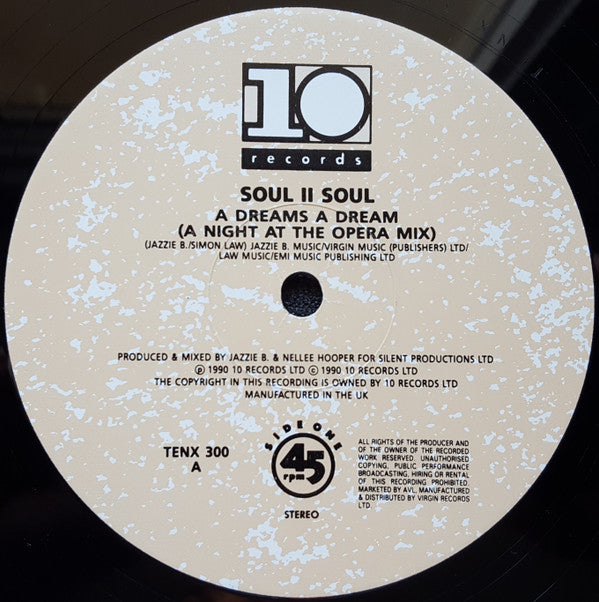 10
records
SOUL II SOUL
A DREAMS A DREAM
(A NIGHT AT THE OPERA MIX)
(JAZZIE B./SIMON LAW) JAZZIE B. MUSIC/VIRGIN MUSIC (PUBLISHERS) LTD/
LAW MUSIC/EMI MUSIC PUBLISHING LTD
PRODUCED & MIXED BY JAZZIE B. & NELLEE HOOPER FOR SILENT PRODUCTIONS LTD
℗ 1990 10 RECORDS LTD © 1990 10 RECORDS LTD
THE COPYRIGHT IN THIS RECORDING IS OWNED BY 10 RECORDS LTD
MANUFACTURED IN THE UK
TENX 300
A
SIDE ONE
45
rpm
STEREO
ALL RIGHTS OF THE PRODUCER AND
OF THE OWNER OF THE RECORDED
WORK RESERVED. UNAUTHORISED
COPYING, PUBLIC PERFORMANCE
BROADCASTING, HIRING OR RENTAL
OF THIS RECORDING PROHIBITED.
MARKETED BY AVL, MANUFACTURED
& DISTRIBUTED BY VIRGIN RECORDS
LTD.